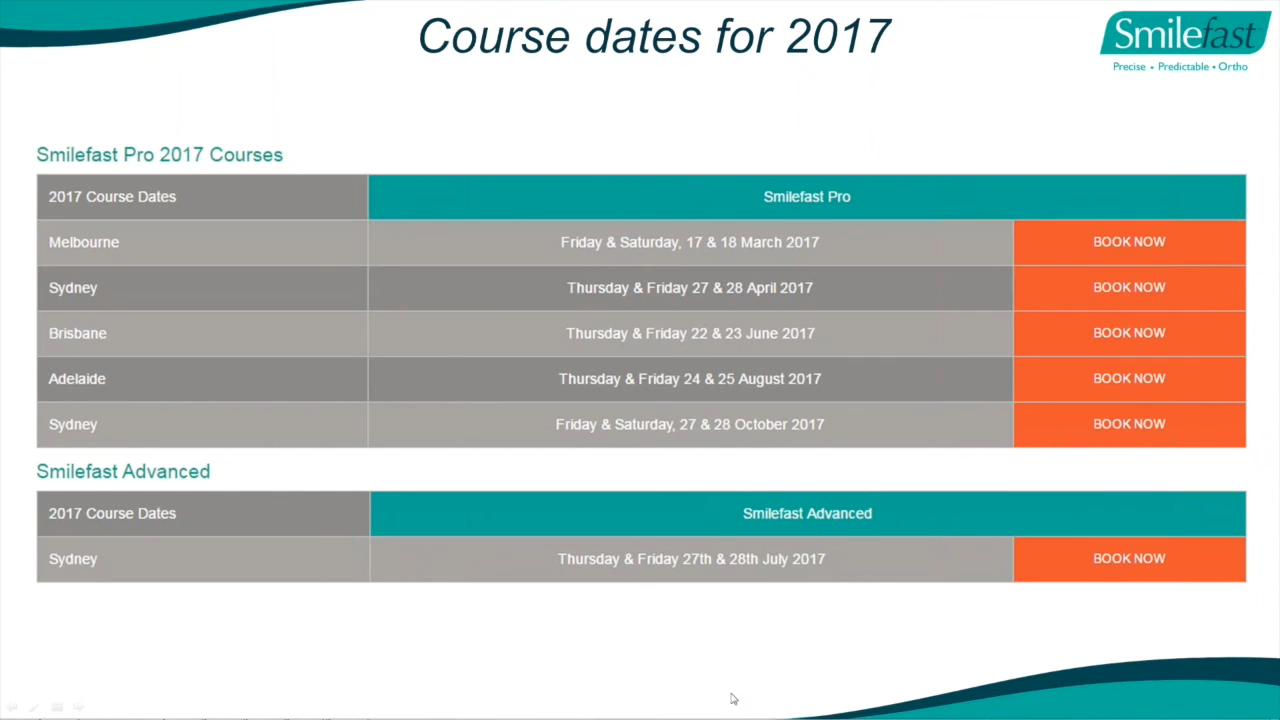 Course dates for 2017
Smilefast
Precise • Predictable • Ortho
Smilefast Pro 2017 Courses
2017 Course Dates Smilefast Pro
Melbourne Friday & Saturday, 17 & 18 March 2017 BOOK NOW
Sydney Thursday & Friday 27 & 28 April 2017 BOOK NOW
Brisbane Thursday & Friday 22 & 23 June 2017 BOOK NOW
Adelaide Thursday & Friday 24 & 25 August 2017 BOOK NOW
Sydney Friday & Saturday, 27 & 28 October 2017 BOOK NOW
Smilefast Advanced
2017 Course Dates Smilefast Advanced
Sydney Thursday & Friday 27th & 28th July 2017 BOOK NOW